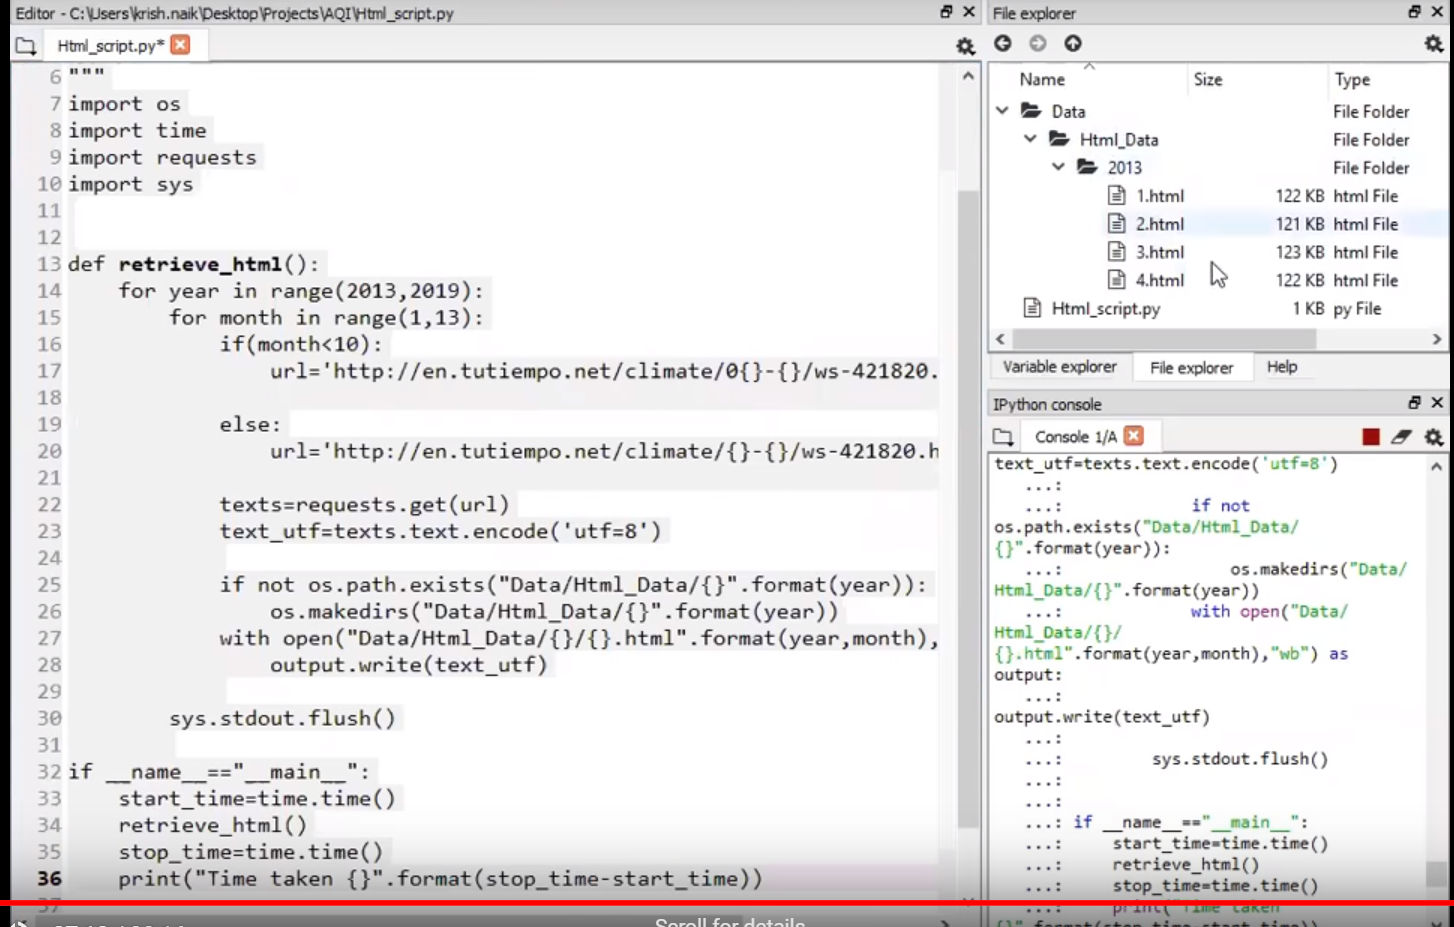 Editor - C:\Users\krish.naik\Desktop\Projects\AQI\Html_script.py
Html_script.py*
6 """
7 import os
8 import time
9 import requests
10 import sys
11
12
13 def retrieve_html():
14     for year in range(2013,2019):
15         for month in range(1,13):
16             if(month<10):
17                 url='http://en.tutiempo.net/climate/0{}-{}/ws-421820.
18
19             else:
20                 url='http://en.tutiempo.net/climate/{}-{}/ws-421820.h
21
22             texts=requests.get(url)
23             text_utf=texts.text.encode('utf=8')
24
25             if not os.path.exists("Data/Html_Data/{}".format(year)):
26                 os.makedirs("Data/Html_Data/{}".format(year))
27             with open("Data/Html_Data/{}/{}.html".format(year,month),
28                 output.write(text_utf)
29
30         sys.stdout.flush()
31
32 if __name__=="__main__":
33     start_time=time.time()
34     retrieve_html()
35     stop_time=time.time()
36     print("Time taken {}".format(stop_time-start_time))
37
File explorer
Name Size Type
Data File Folder
Html_Data File Folder
2013 File Folder
1.html 122 KB html File
2.html 121 KB html File
3.html 123 KB html File
4.html 122 KB html File
Html_script.py 1 KB py File
Variable explorer File explorer Help
IPython console
Console 1/A
text_utf=texts.text.encode('utf=8')
...:
...:             if not
os.path.exists("Data/Html_Data/
{}".format(year)):
...:                 os.makedirs("Data/
Html_Data/{}".format(year))
...:             with open("Data/
Html_Data/{}/
{}.html".format(year,month),"wb") as
output:
...:
output.write(text_utf)
...:
...:         sys.stdout.flush()
...:
...:
...: if __name__=="__main__":
...:     start_time=time.time()
...:     retrieve_html()
...:     stop_time=time.time()
...:     print("Time taken
{}".format(stop_time-start_time))
Scroll for details